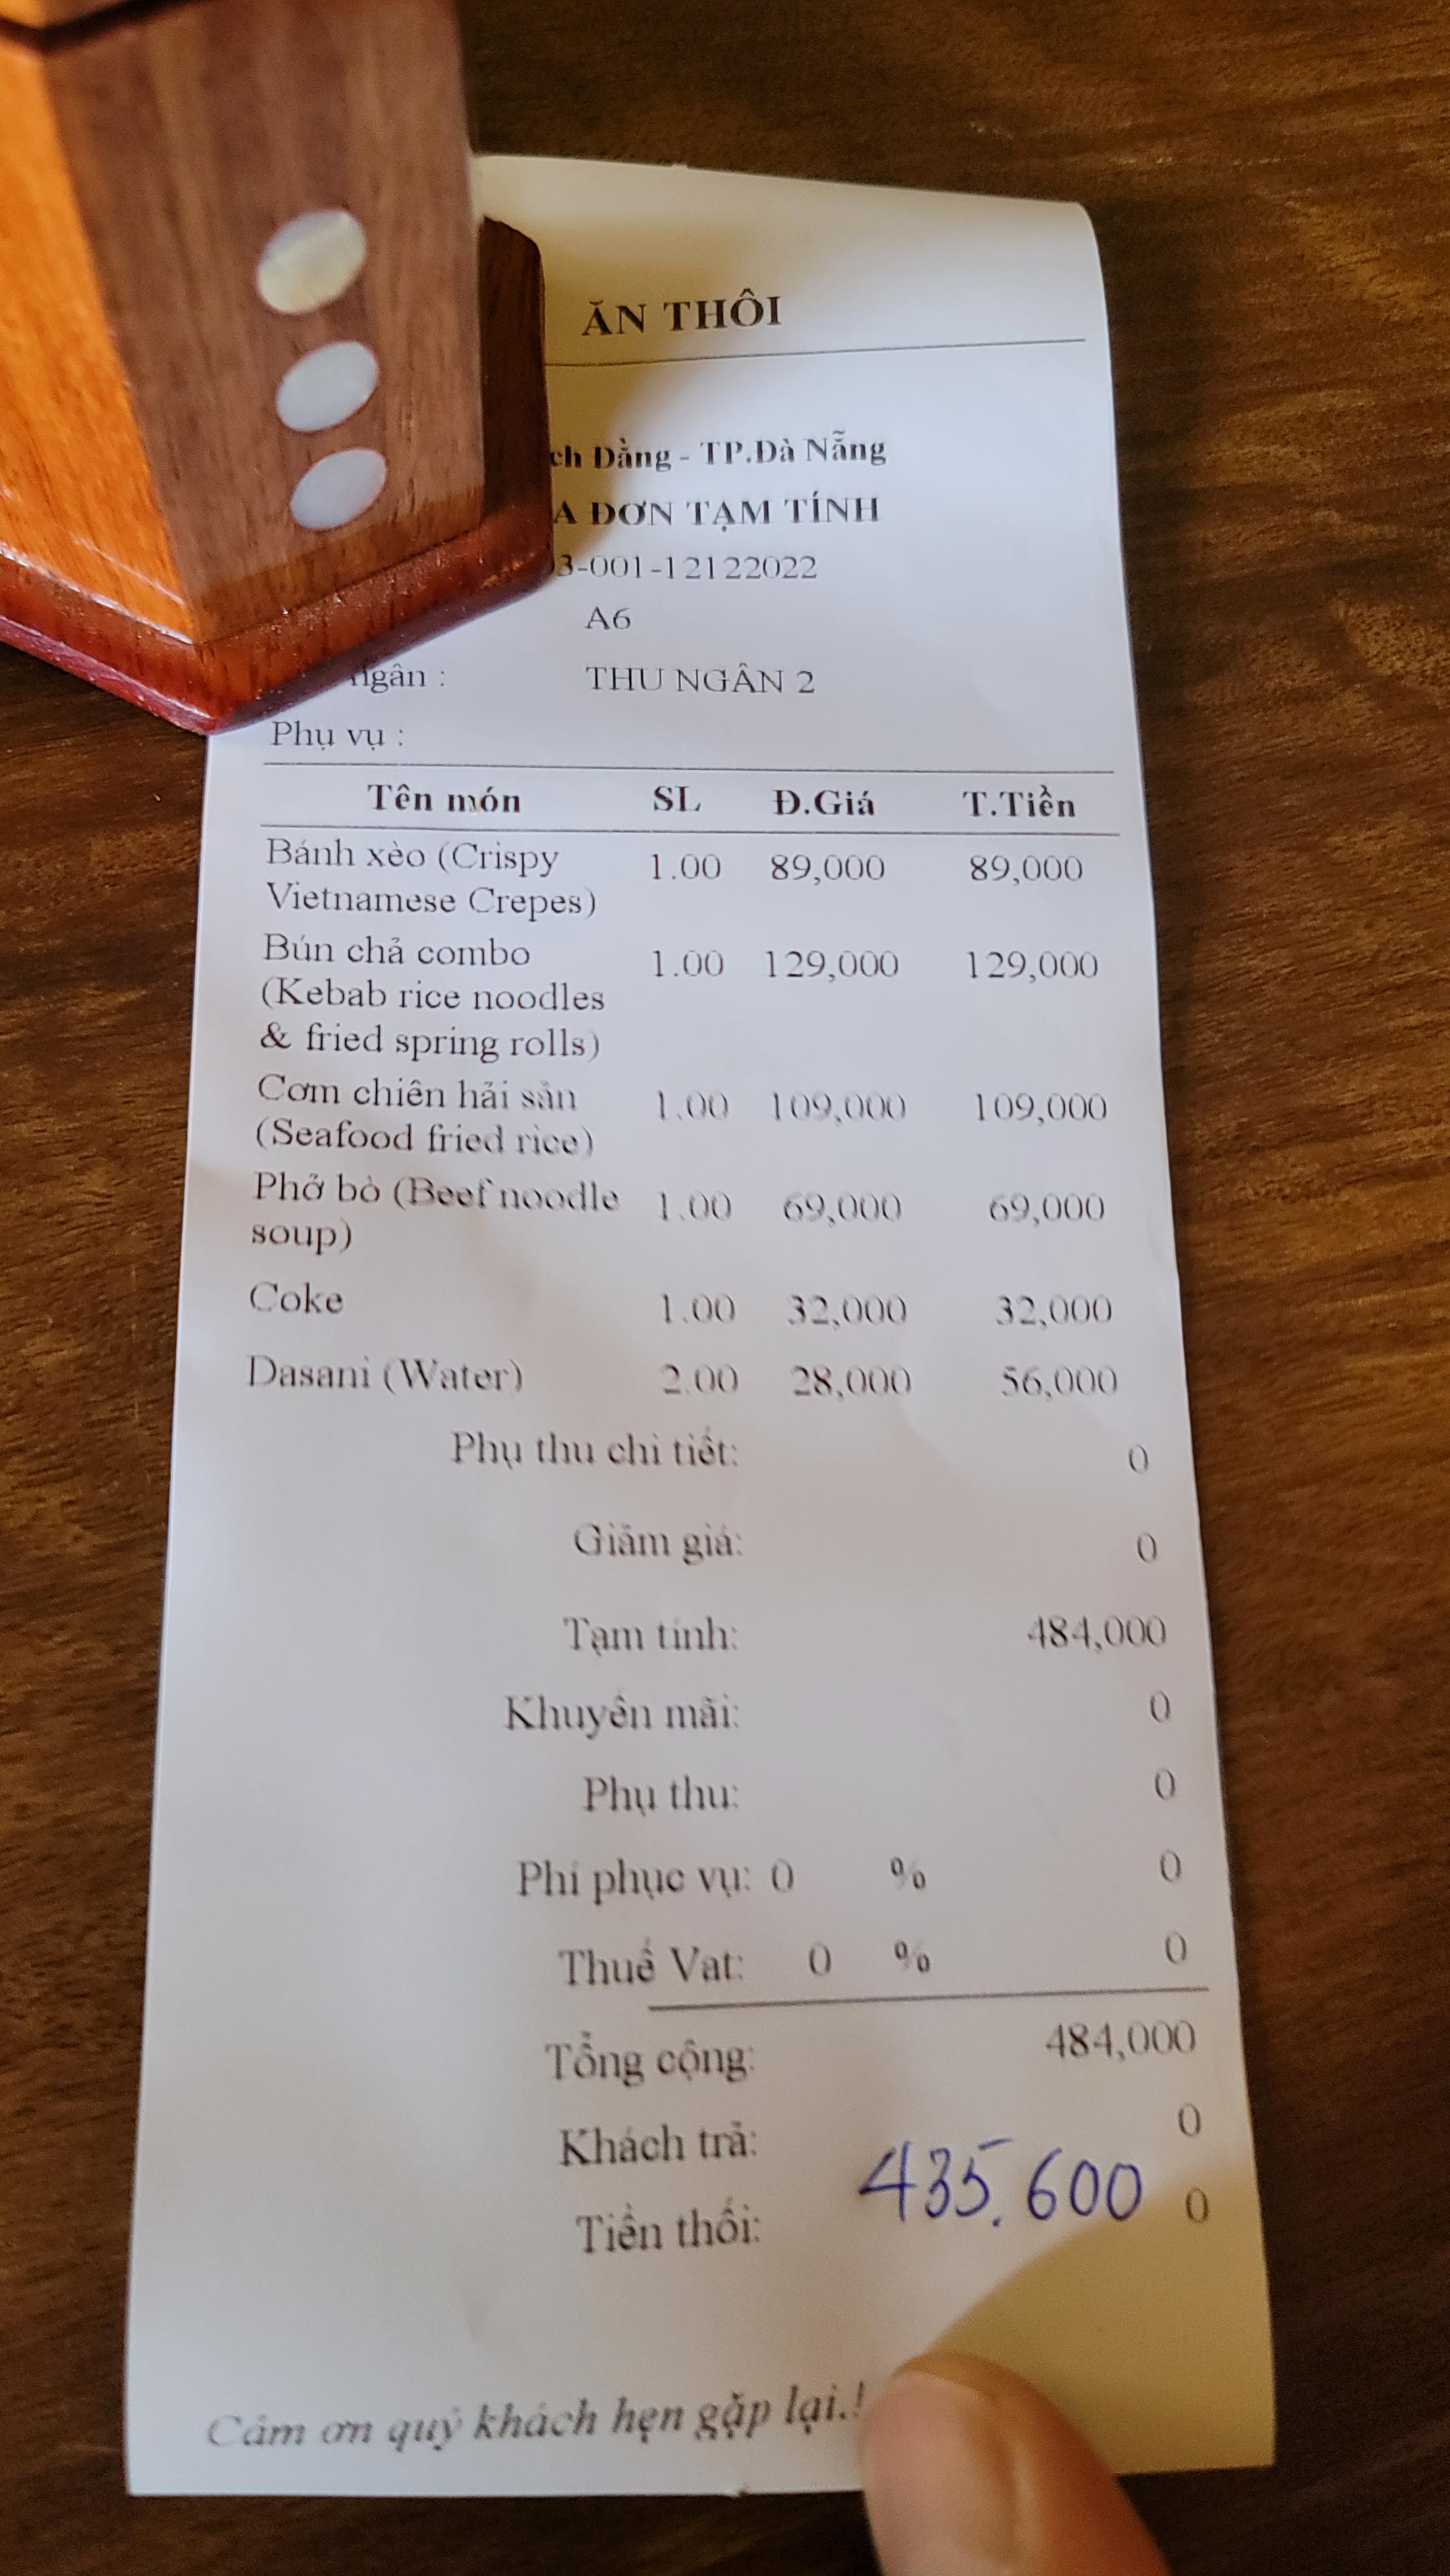 ĂN THÔI
Đằng - TP.Đà Nẵng
ĐƠN TẠM TÍNH
3-001-12122022
A6
THU NGÂN 2
Phụ vụ :
Tên món SL Đ.Giá T.Tiền
Bánh xèo (Crispy 1.00 89,000 89,000
Vietnamese Crepes)
Bún chả combo 1.00 129,000 129,000
(Kebab rice noodles
& fried spring rolls)
Cơm chiên hải sản 1.00 109,000 109,000
(Seafood fried rice)
Phở bò (Beef noodle 1.00 69,000 69,000
soup)
Coke 1.00 32,000 32,000
Dasani (Water) 2.00 28,000 56,000
Phụ thu chi tiết: 0
Giảm giá: 0
Tạm tính: 484,000
Khuyến mãi: 0
Phụ thu: 0
Phí phục vụ: 0 % 0
Thuế Vat: 0 % 0
Tổng cộng: 484,000
Khách trả: 0
435.600
Tiền thối: 0
Cảm ơn quý khách hẹn gặp lại.!